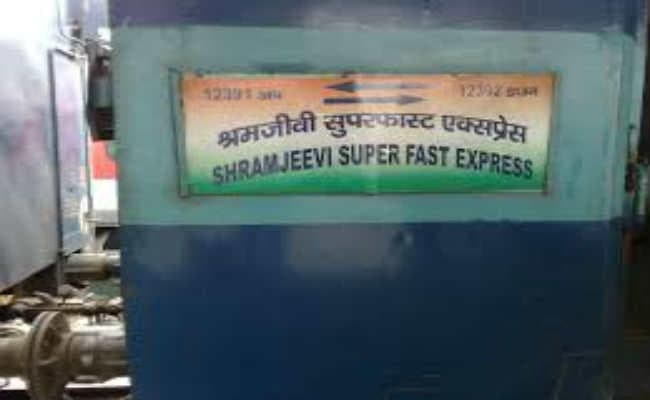 12391 अप 12392 डाउन
श्रमजीवी सुपरफास्ट एक्सप्रेस
SHRAMJEEVI SUPER FAST EXPRESS